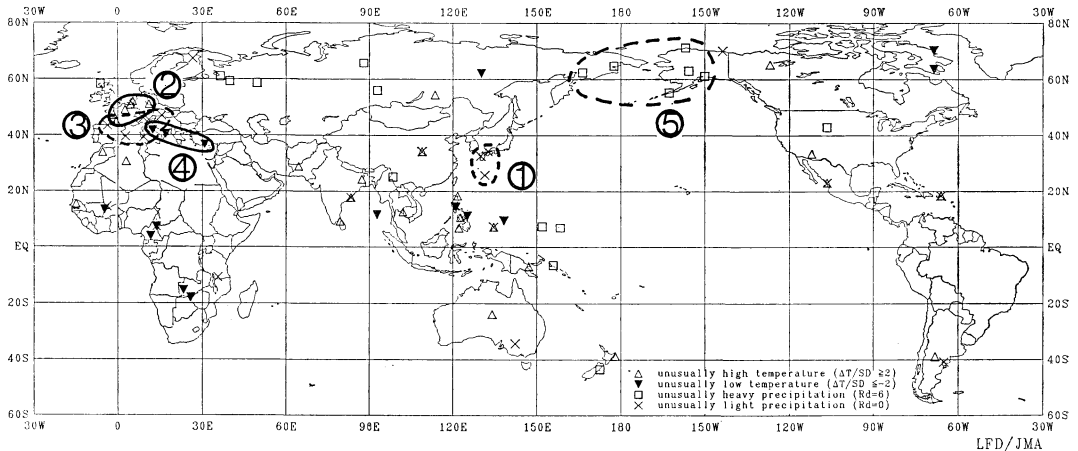 30W 0 30E 60E 90E 120E 150E 180 150W 120W 90W 60W 30W
80N 80N
60N 60N
②
③ 40N 40N
⑤
④ ①
20N 20N
EQ EQ
20S 20S
40S 40S
△ unusually high temperature (ΔT/SD ≧2)
▼ unusually low temperature (ΔT/SD ≦-2)
□ unusually heavy precipitation (Rd=6)
× unusually light precipitation (Rd=0)
60S 60S
30W 0 30E 60E 90E 120E 150E 180 150W 120W 90W 60W 30W
LFD/JMA